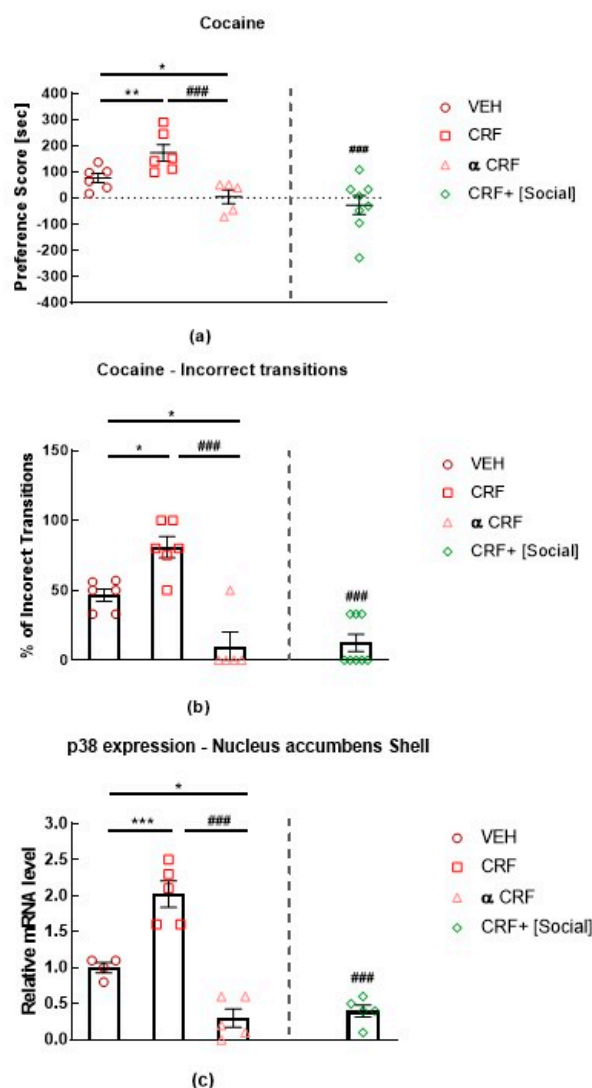 Cocaine
*
** ###
###
400
300
200
100
0
-100
-200
-300
-400
Preference Score [sec]
VEH
CRF
α CRF
CRF+ [Social]
(a)
Cocaine - Incorrect transitions
*
* ###
###
150
100
50
0
% of Incorect Transitions
VEH
CRF
α CRF
CRF+ [Social]
(b)
p38 expression - Nucleus accumbens Shell
*
*** ###
###
3.0
2.5
2.0
1.5
1.0
0.5
0.0
Relative mRNA level
VEH
CRF
α CRF
CRF+ [Social]
(c)